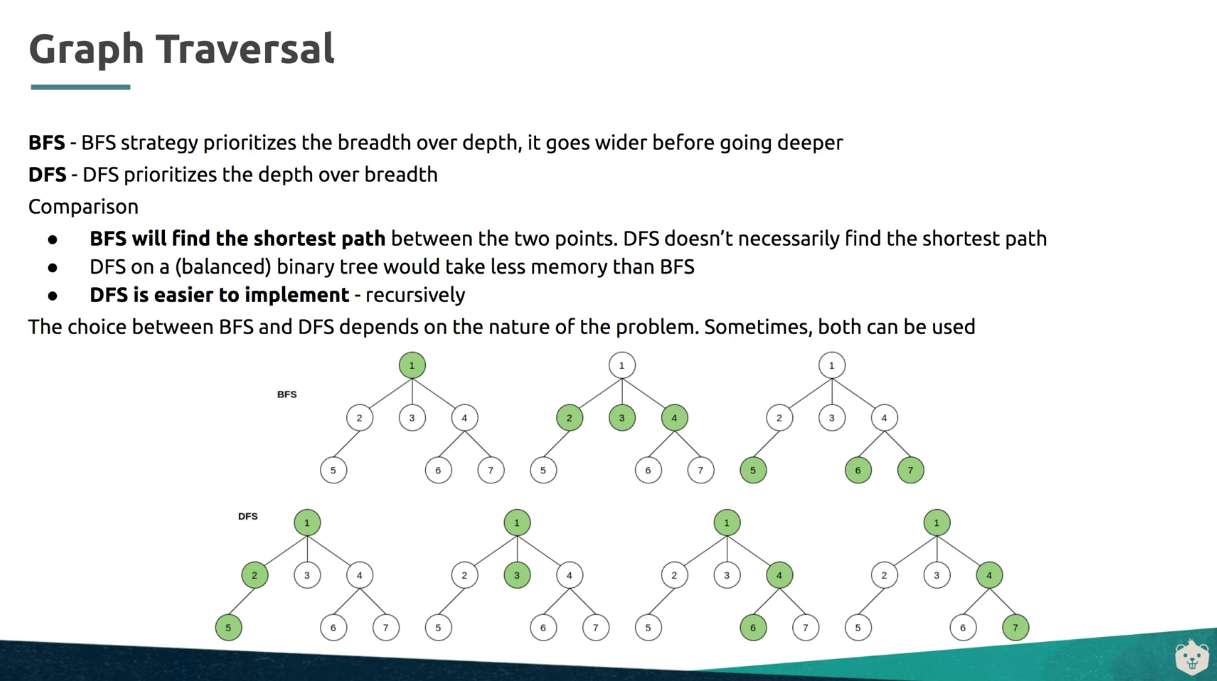 Graph Traversal
BFS - BFS strategy prioritizes the breadth over depth, it goes wider before going deeper
DFS - DFS prioritizes the depth over breadth
Comparison
● BFS will find the shortest path between the two points. DFS doesn't necessarily find the shortest path
● DFS on a (balanced) binary tree would take less memory than BFS
● DFS is easier to implement - recursively
The choice between BFS and DFS depends on the nature of the problem. Sometimes, both can be used
BFS
1 1 1
2 3 4 2 3 4 2 3 4
5 6 7 5 6 7 5 6 7
DFS
1 1 1 1
2 3 4 2 3 4 2 3 4 2 3 4
5 6 7 5 6 7 5 6 7 5 6 7